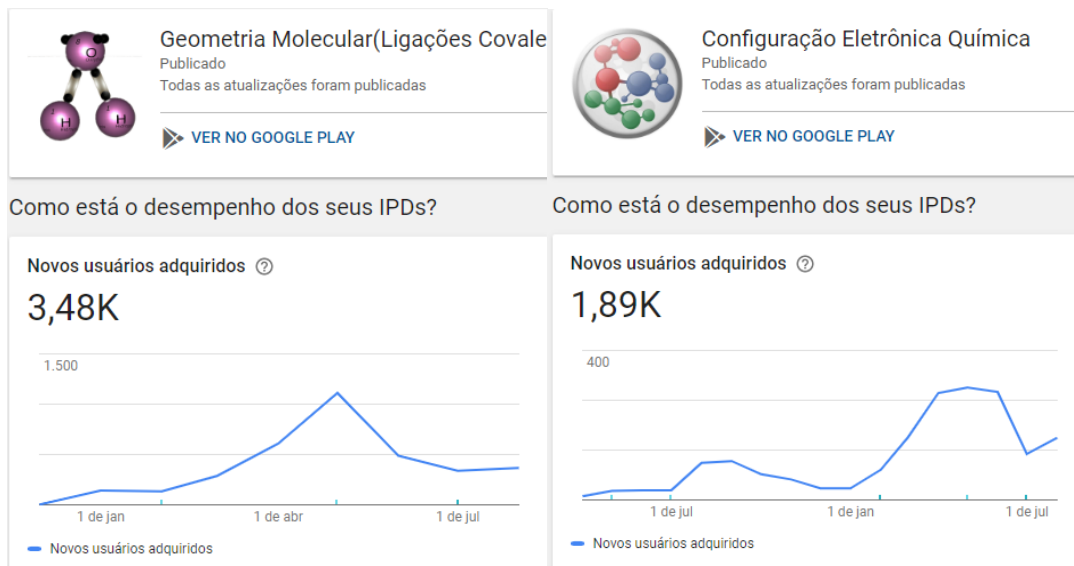 Geometria Molecular(Ligações Covale
Publicado
Todas as atualizações foram publicadas
VER NO GOOGLE PLAY
Como está o desempenho dos seus IPDs?
Novos usuários adquiridos
3,48K
1.500
1 de jan
1 de abr
1 de jul
Novos usuários adquiridos
O
H
H
Configuração Eletrônica Química
Publicado
Todas as atualizações foram publicadas
VER NO GOOGLE PLAY
Como está o desempenho dos seus IPDs?
Novos usuários adquiridos
1,89K
400
1 de jul
1 de jan
1 de jul
Novos usuários adquiridos